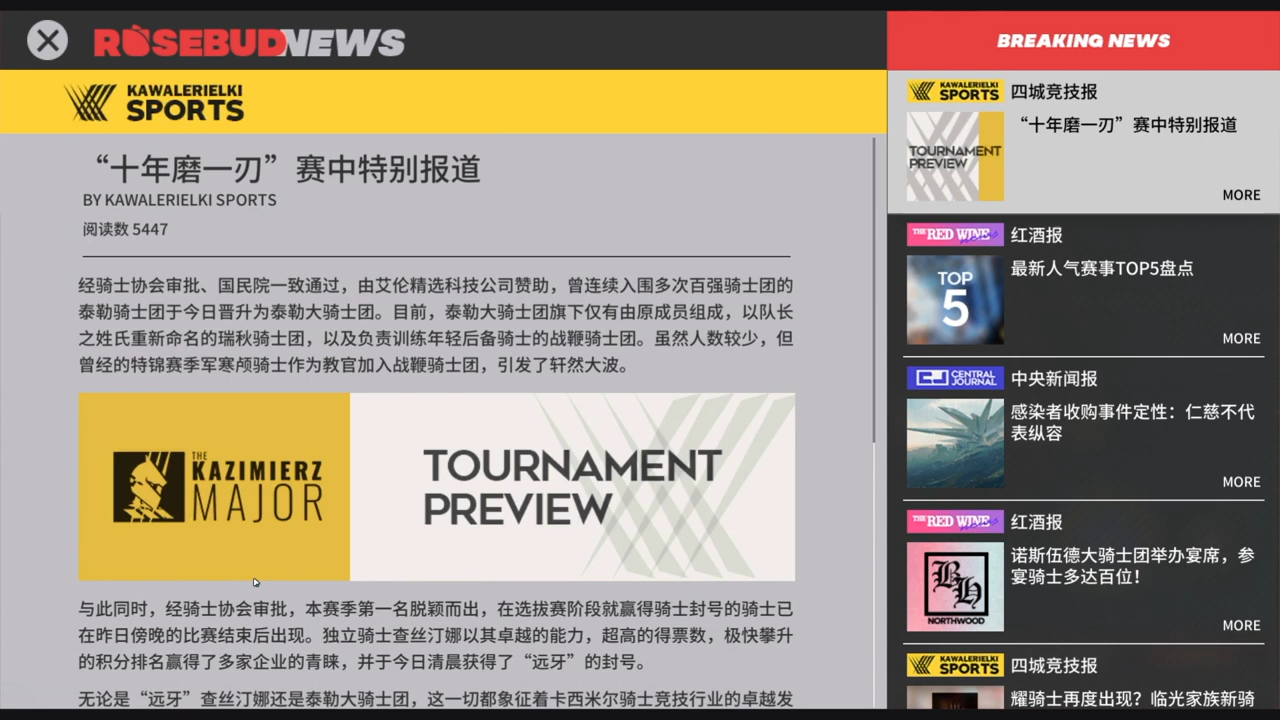 ROSEBUDNEWS
KAWALERIELKI
SPORTS
“十年磨一刃”赛中特别报道
BY KAWALERIELKI SPORTS
阅读数 5447
经骑士协会审批、国民院一致通过，由艾伦精选科技公司赞助，曾连续入围多次百强骑士团的
泰勒骑士团于今日晋升为泰勒大骑士团。目前，泰勒大骑士团旗下仅有由原成员组成，以队长
之姓氏重新命名的瑞秋骑士团，以及负责训练年轻后备骑士的战鞭骑士团。虽然人数较少，但
曾经的特锦赛季军寒颅骑士作为教官加入战鞭骑士团，引发了轩然大波。
THE
KAZIMIERZ
MAJOR
TOURNAMENT
PREVIEW
与此同时，经骑士协会审批，本赛季第一名脱颖而出，在选拔赛阶段就赢得骑士封号的骑士已
在昨日傍晚的比赛结束后出现。独立骑士查丝汀娜以其卓越的能力，超高的得票数，极快攀升
的积分排名赢得了多家企业的青睐，并于今日清晨获得了“远牙”的封号。
无论是“远牙”查丝汀娜还是泰勒大骑士团，这一切都象征着卡西米尔骑士竞技行业的卓越发
BREAKING NEWS
KAWALERIELKI
SPORTS
四城竞技报
“十年磨一刃”赛中特别报道
TOURNAMENT
PREVIEW
MORE
THE RED WINE
红酒报
最新人气赛事TOP5盘点
TOP
5
MORE
CJ CENTRAL
JOURNAL
中央新闻报
感染者收购事件定性：仁慈不代
表纵容
MORE
THE RED WINE
红酒报
诺斯伍德大骑士团举办宴席，参
宴骑士多达百位！
NORTHWOOD
MORE
KAWALERIELKI
SPORTS
四城竞技报
耀骑士再度出现？临光家族新骑